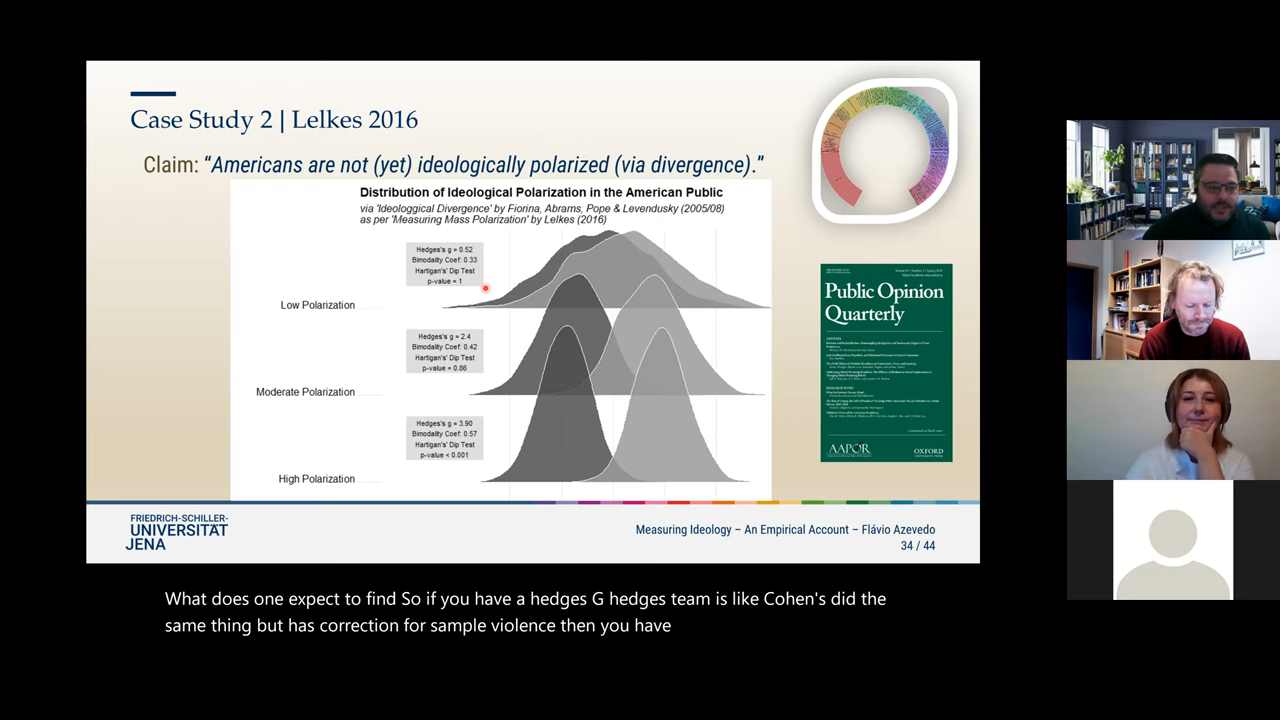 Case Study 2 | Lelkes 2016
Claim: “Americans are not (yet) ideologically polarized (via divergence).”
Distribution of Ideological Polarization in the American Public
via 'Ideologgical Divergence' by Fiorina, Abrams, Pope & Levendusky (2005/08)
as per 'Measuring Mass Polarization' by Lelkes (2016)
Hedges's g = 0.52
Bimodality Coef: 0.33
Hartigan's' Dip Test
p-value = 1
Low Polarization
Hedges's g = 2.4
Bimodality Coef: 0.42
Hartigan's' Dip Test
p-value = 0.86
Moderate Polarization
Hedges's g = 3.90
Bimodality Coef: 0.57
Hartigan's' Dip Test
p-value < 0.001
High Polarization
Public Opinion
Quarterly
AAPOR
OXFORD
FRIEDRICH-SCHILLER-
UNIVERSITÄT
JENA
Measuring Ideology – An Empirical Account – Flávio Azevedo
34 / 44
What does one expect to find So if you have a hedges G hedges team is like Cohen's did the
same thing but has correction for sample violence then you have